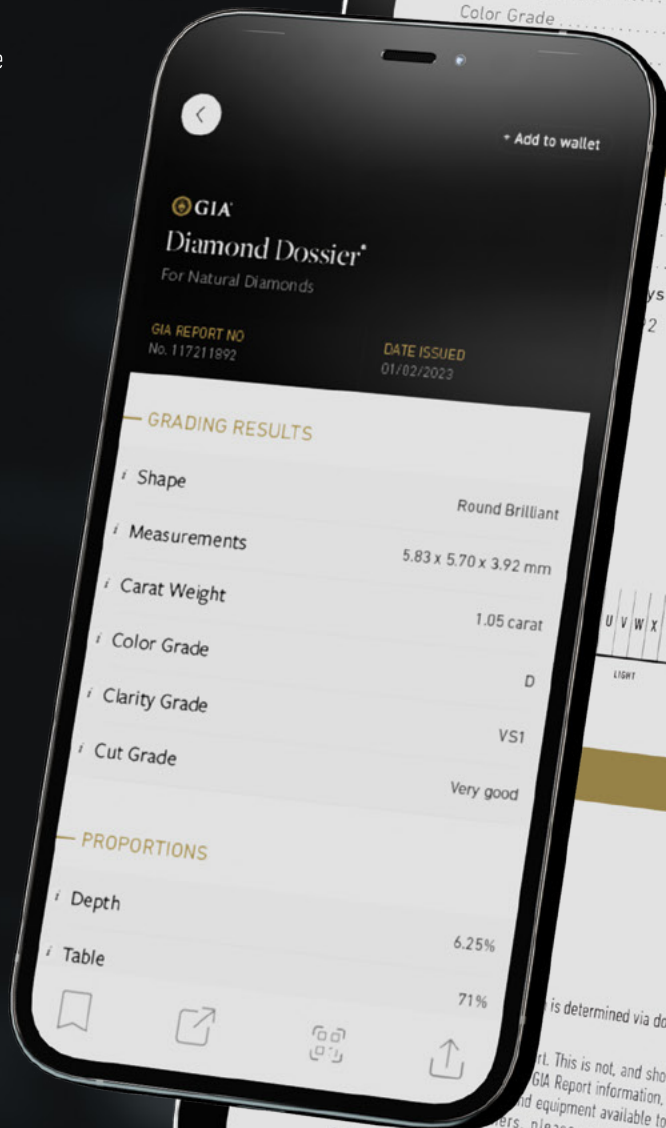 e
Color Grade
+ Add to wallet
GIA
Diamond Dossier®
For Natural Diamonds
GIA REPORT NO
No. 117211892
DATE ISSUED
01/02/2023
GRADING RESULTS
i Shape Round Brilliant
i Measurements 5.83 x 5.70 x 3.92 mm
i Carat Weight 1.05 carat
i Color Grade D
i Clarity Grade VS1
i Cut Grade Very good
PROPORTIONS
i Depth 6.25%
i Table 71%
ys
U V W X
LIGHT
is determined via do
rt. This is not, and sho
GIA Report information,
nd equipment available to